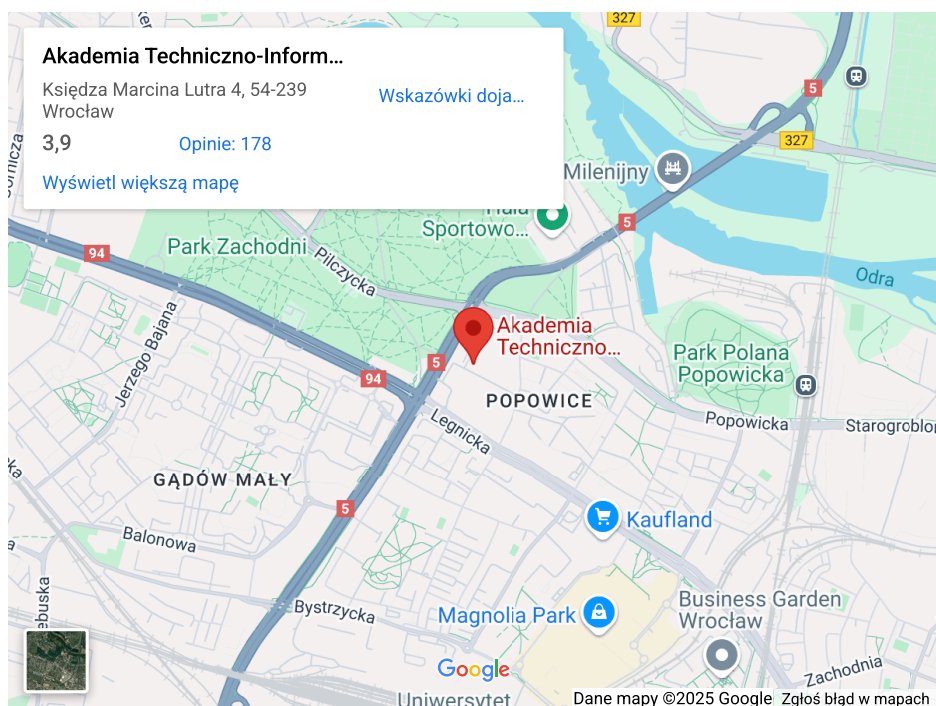 327
Akademia Techniczno-Inform...
Księdza Marcina Lutra 4, 54-239
Wrocław
Wskazówki doja...
3,9
Opinie: 178
Wyświetl większą mapę
5
327
Milenijny
Sportowo...
5
Park Zachodni
Pilczycka
94
Odra
Jerzego Bajana
Akademia
Techniczno...
5
94
Park Polana
Popowicka
POPOWICE
Legnicka
Popowicka
Starogroblor
GĄDÓW MAŁY
5
Kaufland
Balonowa
Bystrzycka
Magnolia Park
Business Garden
Wrocław
Zachodnia
Google
Uniwersytet
Dane mapy ©2025 Google
Zgłoś błąd w mapach